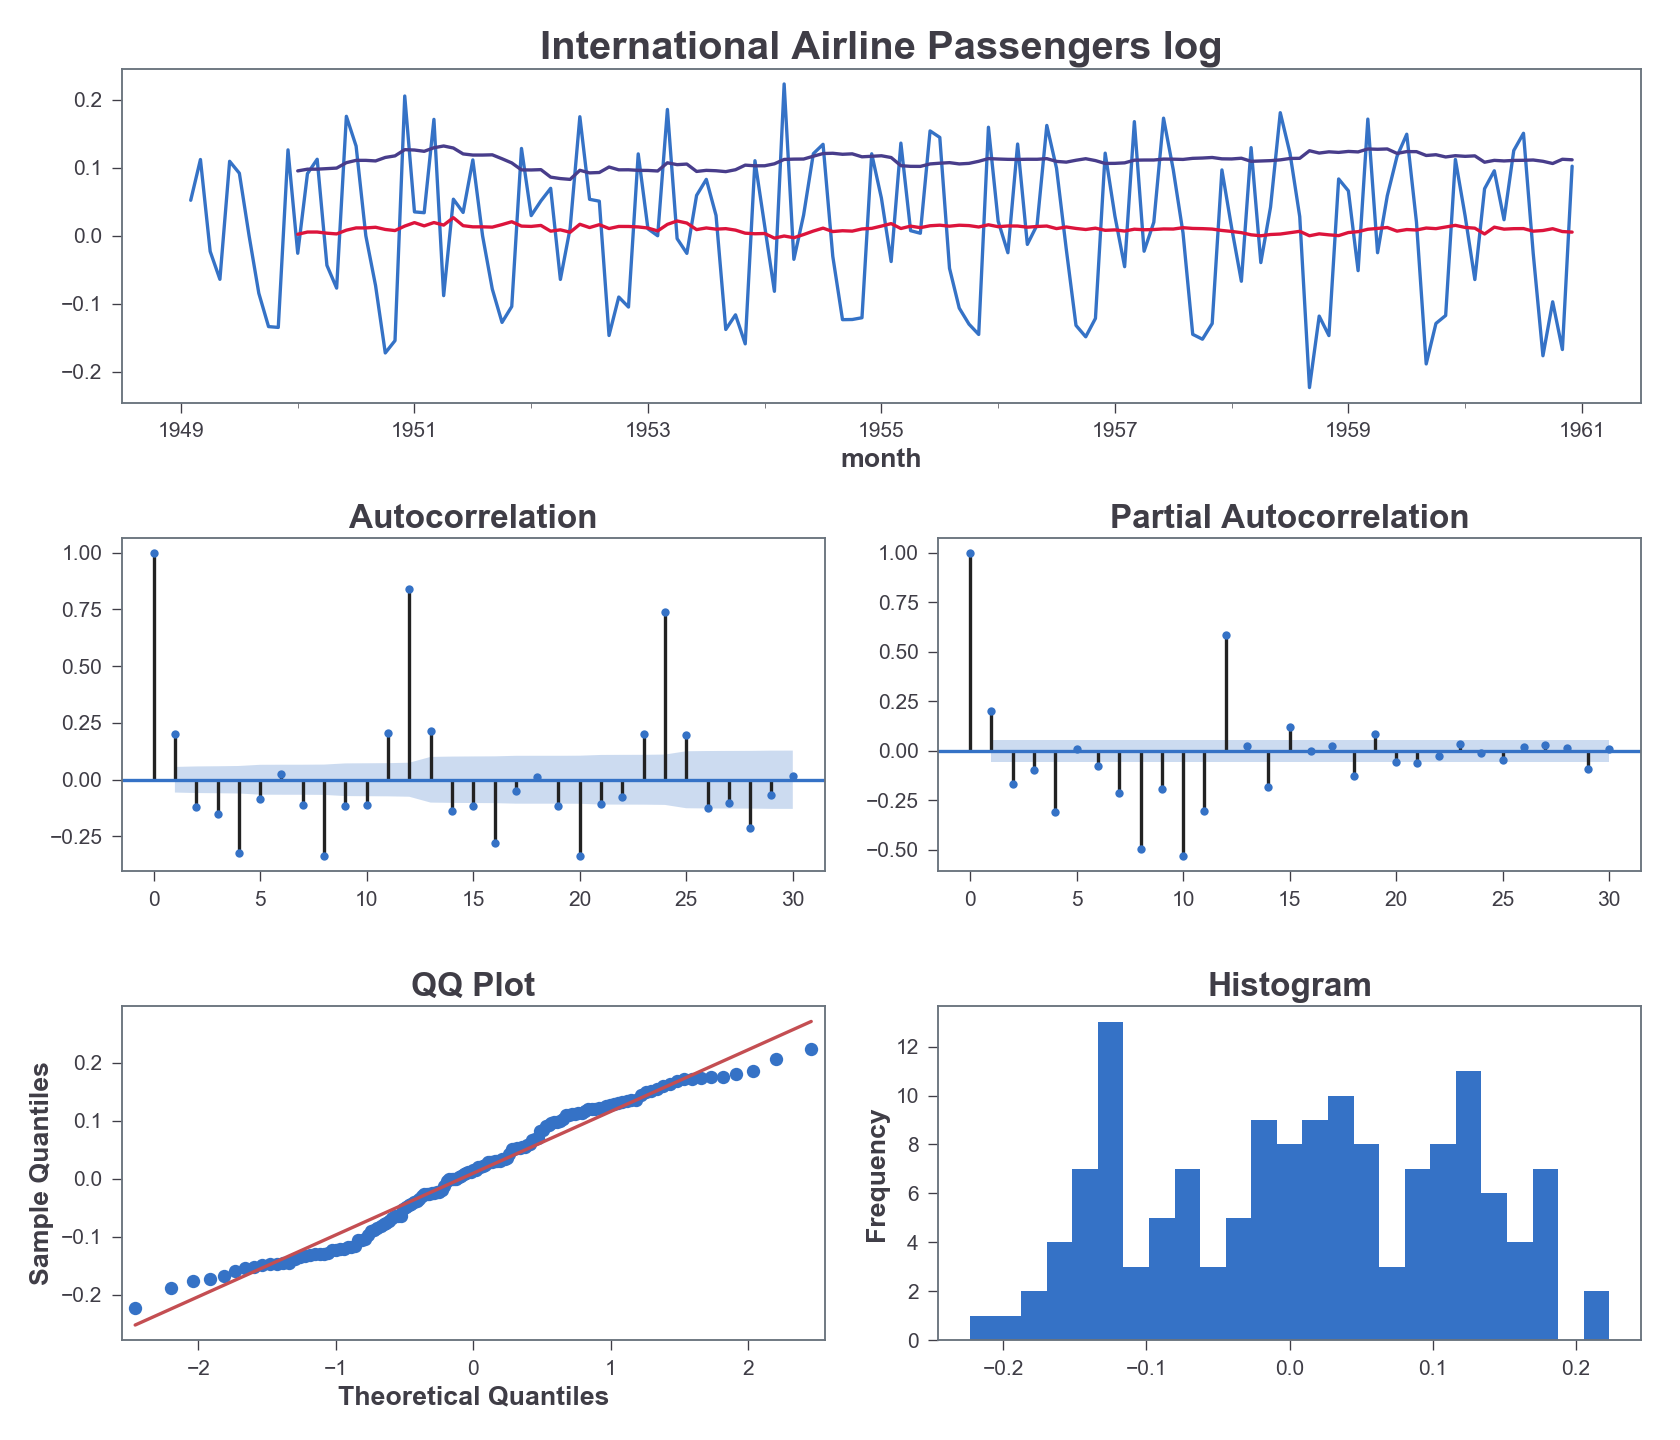 International Airline Passengers log
0.2
0.1
0.0
−0.1
−0.2
1949 1951 1953 1955 1957 1959 1961
month
Autocorrelation
1.00
0.75
0.50
0.25
0.00
−0.25
0 5 10 15 20 25 30
Partial Autocorrelation
1.00
0.75
0.50
0.25
0.00
−0.25
−0.50
0 5 10 15 20 25 30
QQ Plot
Sample Quantiles
0.2
0.1
0.0
−0.1
−0.2
−2 −1 0 1 2
Theoretical Quantiles
Histogram
Frequency
12
10
8
6
4
2
0
−0.2 −0.1 0.0 0.1 0.2